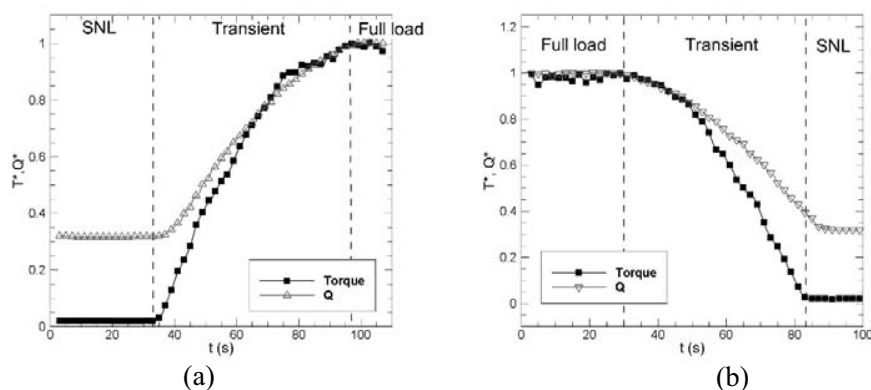 SNL
Transient
Full load
1
0.8
0.6
0.4
0.2
0
T*, Q*
0
20
40
60
80
100
t (s)
Torque
Q
(a)
1.2
1
0.8
0.6
0.4
0.2
0
T*, Q*
Full load
Transient
SNL
0
20
40
60
80
100
t (s)
Torque
Q
(b)